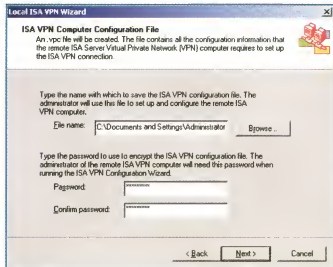 Local ISA VPN Wizard
ISA VPN Computer Configuration File
An .vpc file will be created. The file contains all the configuration information that
the remote ISA Server Virtual Private Network (VPN) computer requires to set up
the ISA VPN connection.
Type the name with which to save the ISA VPN configuration file. The
administrator will use this file to set up and configure the remote ISA
VPN computer.
File name: C:\Documents and Settings\Administrator Browse...
Type the password to use to encrypt the ISA VPN configuration file. The
administrator of the remote ISA VPN computer will need this password when
running the ISA VPN Configuration Wizard.
Password:
Confirm password:
< Back Next > Cancel